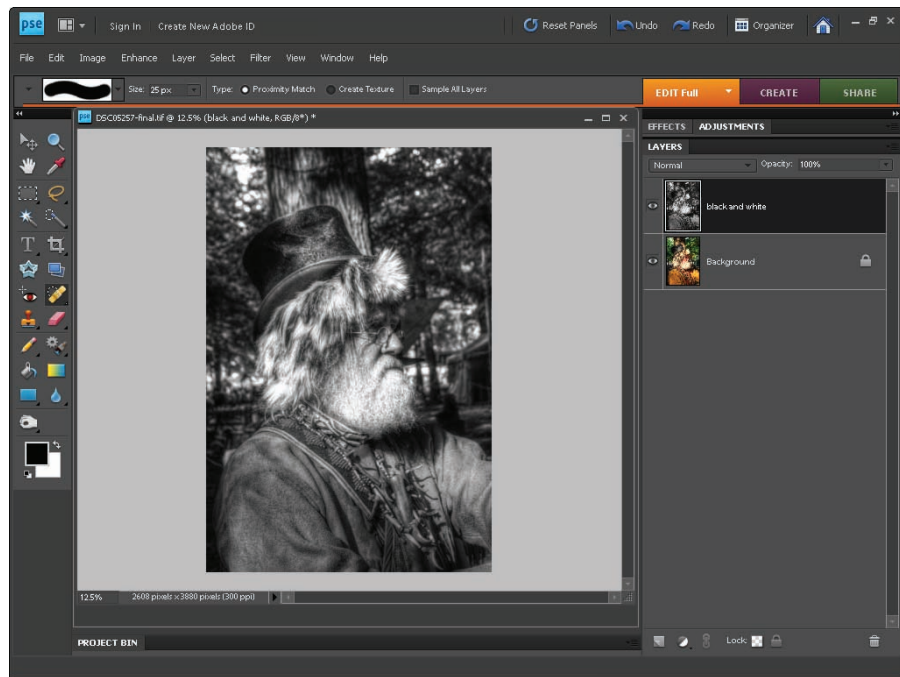 pse Sign In Create New Adobe ID Reset Panels Undo Redo Organizer
File Edit Image Enhance Layer Select Filter View Window Help
Size: 25 px Type: Proximity Match Create Texture Sample All Layers
EDIT Full CREATE SHARE
pse DSC05257-final.tif @ 12.5% (black and white, RGB/8*) *
EFFECTS ADJUSTMENTS
LAYERS
Normal Opacity: 100%
black and white
Background
T
12.5% 2608 pixels x 3880 pixels (300 ppi)
PROJECT BIN
Lock: